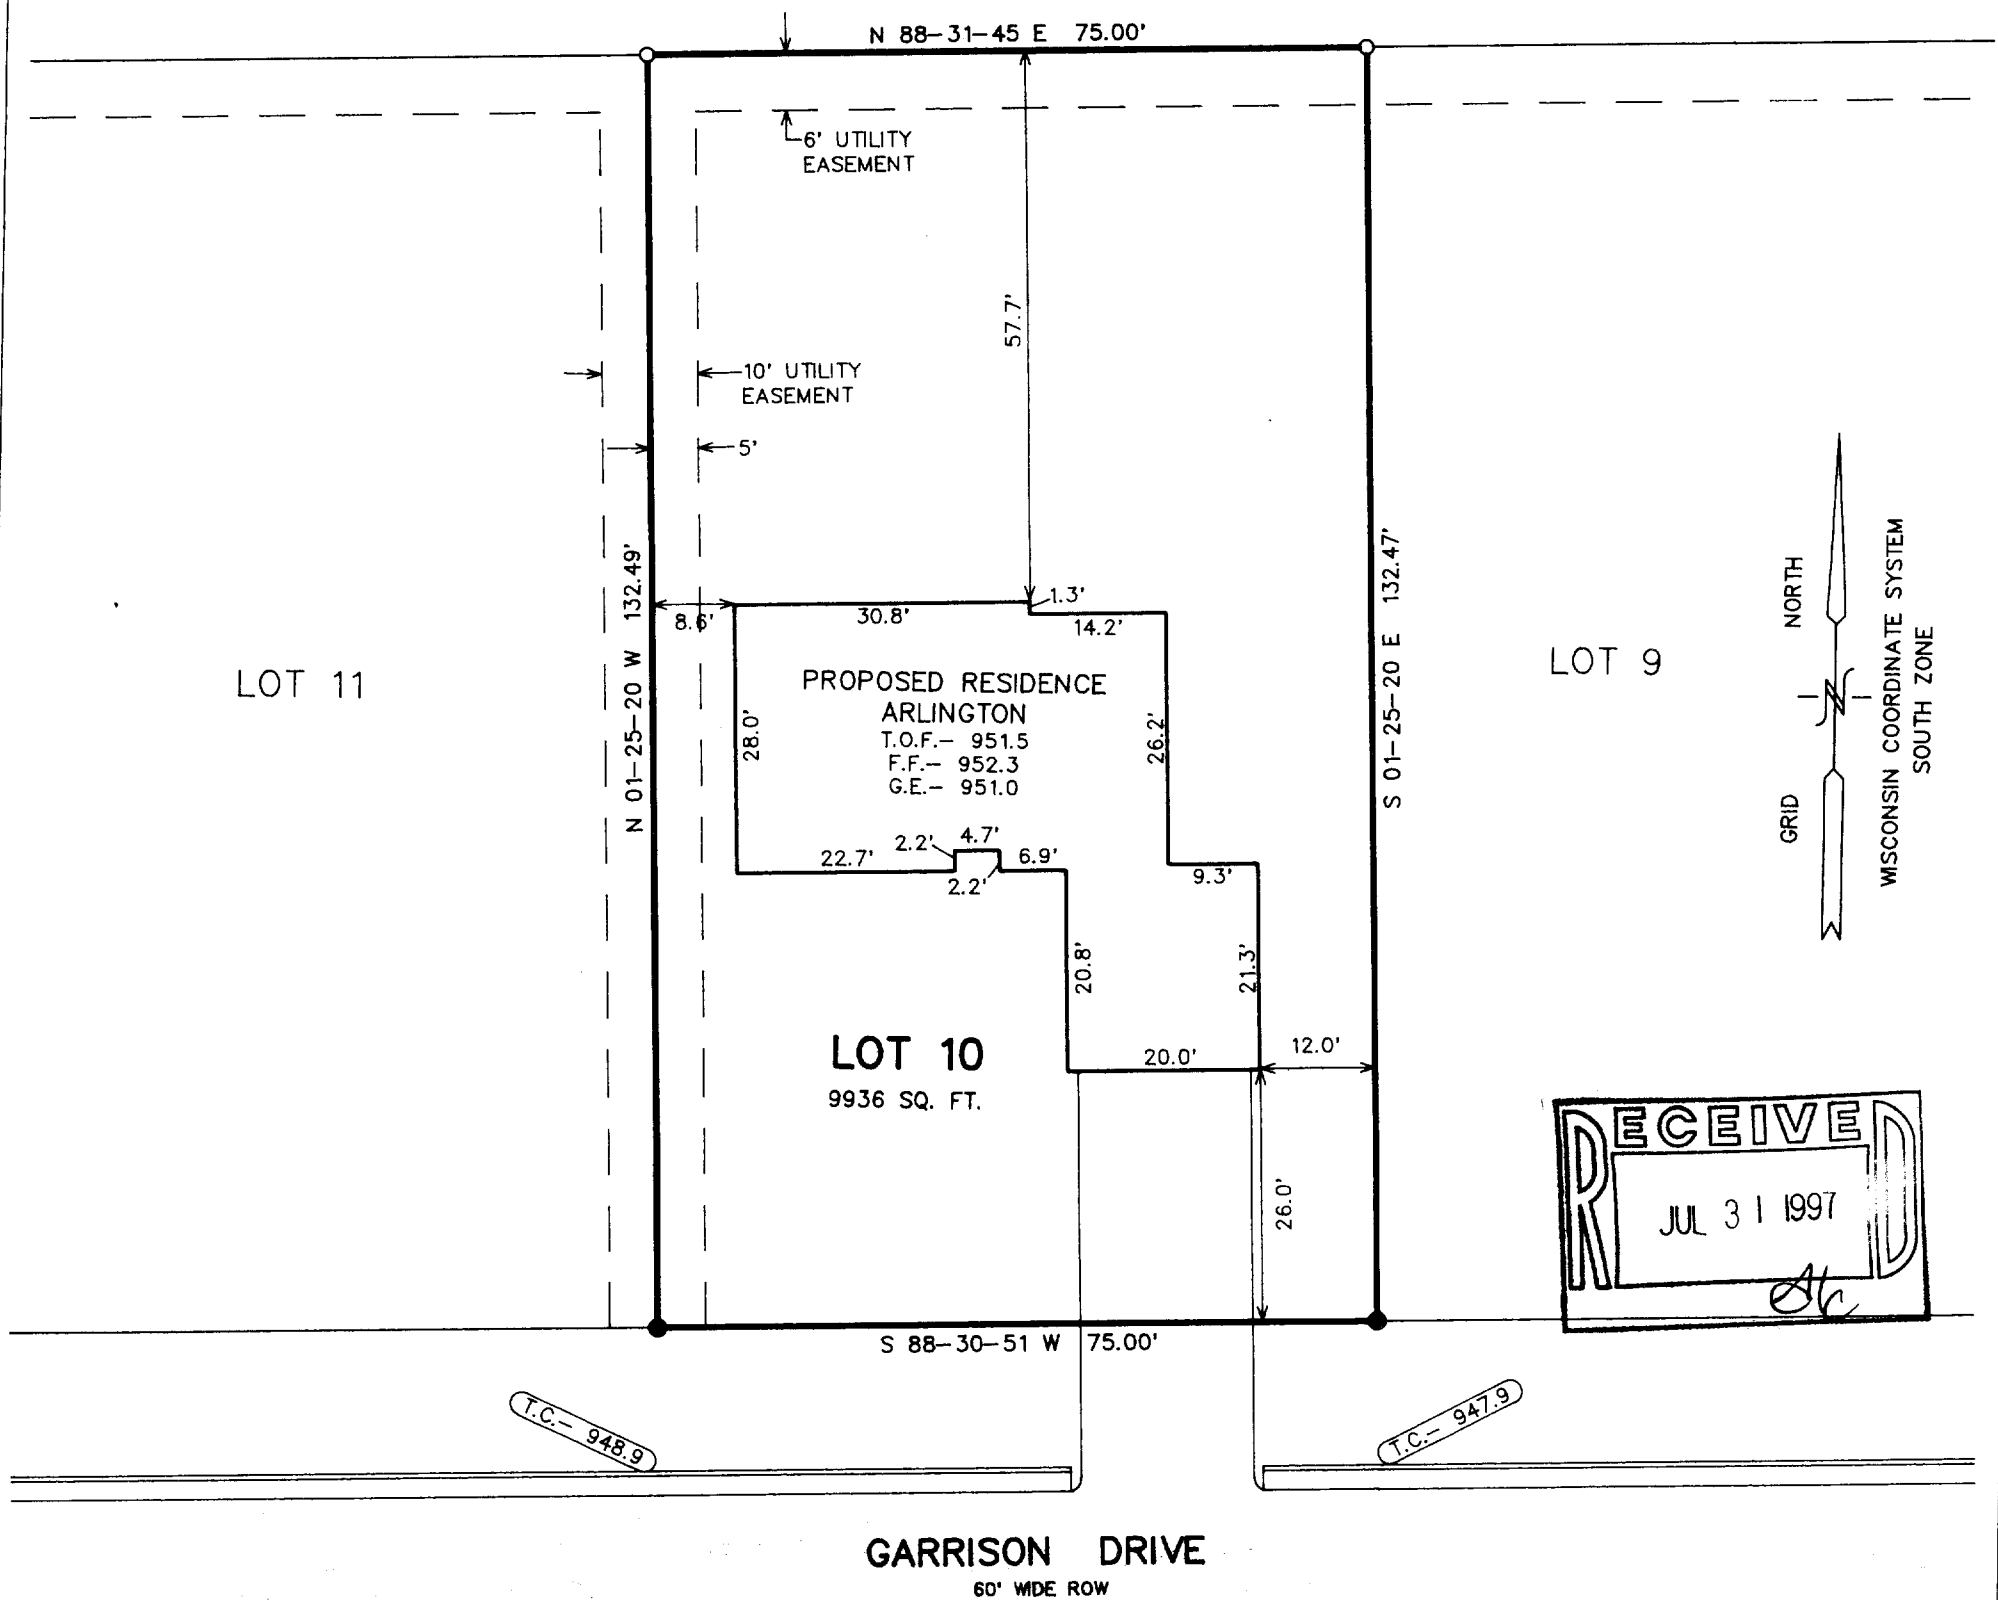 N 88-31-45 E 75.00'
6' UTILITY
EASEMENT
57.7'
10' UTILITY
EASEMENT
5'
N 01-25-20 W 132.49'
S 01-25-20 E 132.47'
8.6'
30.8'
1.3'
14.2'
LOT 11
PROPOSED RESIDENCE
ARLINGTON
T.O.F.- 951.5
F.F.- 952.3
G.E.- 951.0
28.0'
26.2'
LOT 9
GRID NORTH
WISCONSIN COORDINATE SYSTEM
SOUTH ZONE
22.7'
2.2'
4.7'
2.2'
6.9'
9.3'
20.8'
21.3'
LOT 10
9936 SQ. FT.
20.0'
12.0'
26.0'
RECEIVED
JUL 31 1997
S 88-30-51 W 75.00'
T.C.- 948.9
T.C.- 947.9
GARRISON DRIVE
60' WIDE ROW